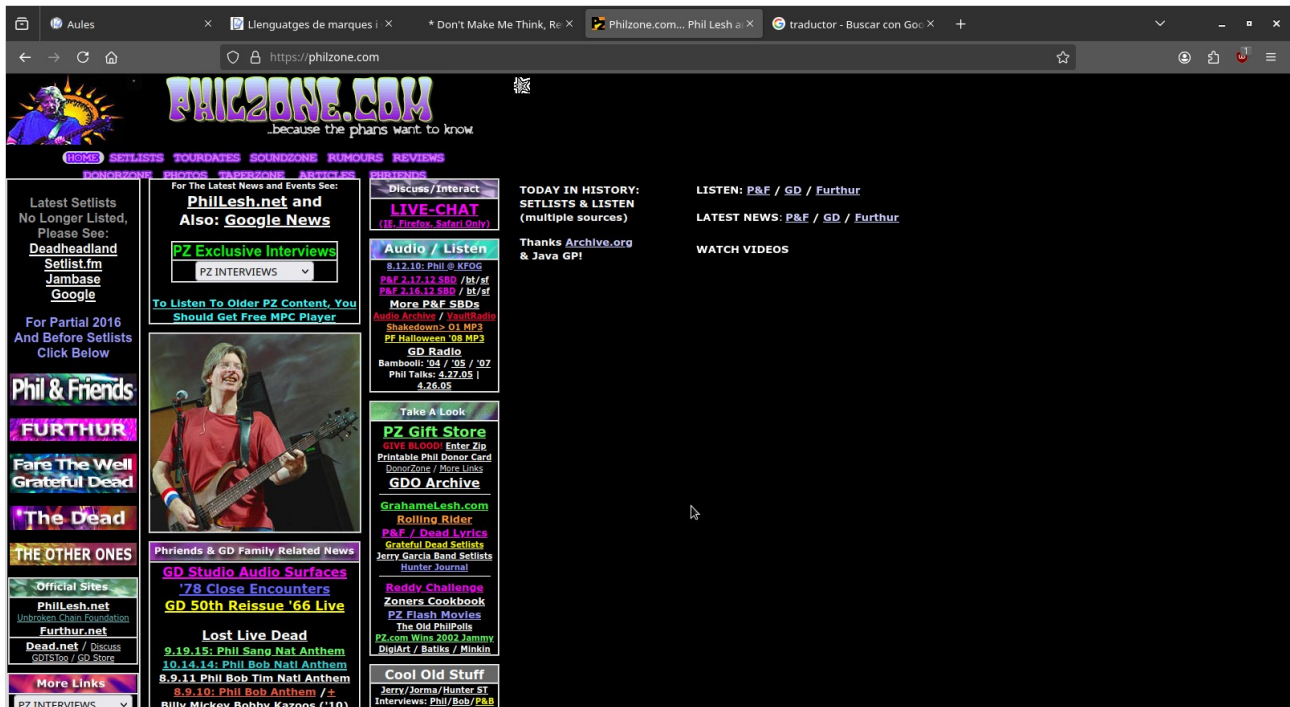 Aules
Llenguatges de marques i
* Don't Make Me Think, Re
Philzone.com... Phil Lesh a
traductor - Buscar con Goo
https://philzone.com
1
PHILZONE.COM
...because the phans want to know.
HOME SETLISTS TOURDATES SOUNDZONE RUMOURS REVIEWS
DONORZONE PHOTOS TAPERZONE ARTICLES PHRIENDS
Latest Setlists
No Longer Listed,
Please See:
Deadheadland
Setlist.fm
Jambase
Google
For Partial 2016
And Before Setlists
Click Below
Phil & Friends
FURTHUR
Fare The Well
Grateful Dead
The Dead
THE OTHER ONES
Official Sites
PhilLesh.net
Unbroken Chain Foundation
Furthur.net
Dead.net / Discuss
GDTSToo / GD Store
More Links
PZ INTERVIEWS
For The Latest News and Events See:
PhilLesh.net and
Also: Google News
PZ Exclusive Interviews
PZ INTERVIEWS
To Listen To Older PZ Content, You
Should Get Free MPC Player
Phriends & GD Family Related News
GD Studio Audio Surfaces
'78 Close Encounters
GD 50th Reissue '66 Live
Lost Live Dead
9.19.15: Phil Sang Nat Anthem
10.14.14: Phil Bob Natl Anthem
8.9.11 Phil Bob Tim Natl Anthem
8.9.10: Phil Bob Anthem / +
Billy Mickey Bobby Kazoos ('10)
Discuss/Interact
LIVE-CHAT
(IE, Firefox, Safari Only)
Audio / Listen
8.12.10: Phil @ KFOG
P&F 2.17.12 SBD / bt/sf
P&F 2.16.12 SBD / bt/sf
More P&F SBDs
Audio Archive / VaultRadio
Shakedown> O1 MP3
PF Halloween '08 MP3
GD Radio
Bambooli: '04 / '05 / '07
Phil Talks: 4.27.05 |
4.26.05
Take A Look
PZ Gift Store
GIVE BLOOD! Enter Zip
Printable Phil Donor Card
DonorZone / More Links
GDO Archive
GrahameLesh.com
Rolling Rider
P&F / Dead Lyrics
Grateful Dead Setlists
Jerry Garcia Band Setlists
Hunter Journal
Reddy Challenge
Zoners Cookbook
PZ Flash Movies
The Old PhilPolls
PZ.com Wins 2002 Jammy
DigiArt / Batiks / Minkin
Cool Old Stuff
Jerry/Jorma/Hunter ST
Interviews: Phil/Bob/P&B
TODAY IN HISTORY:
SETLISTS & LISTEN
(multiple sources)
Thanks Archive.org
& Java GP!
LISTEN: P&F / GD / Furthur
LATEST NEWS: P&F / GD / Furthur
WATCH VIDEOS